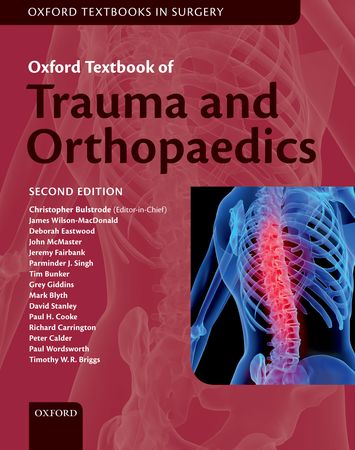 OXFORD TEXTBOOKS IN SURGERY
Oxford Textbook of
Trauma and
Orthopaedics
SECOND EDITION
Christopher Bulstrode (Editor-in-Chief)
James Wilson-MacDonald
Deborah Eastwood
John McMaster
Jeremy Fairbank
Parminder J. Singh
Tim Bunker
Grey Giddins
Mark Blyth
David Stanley
Paul H. Cooke
Richard Carrington
Peter Calder
Paul Wordsworth
Timothy W. R. Briggs
OXFORD